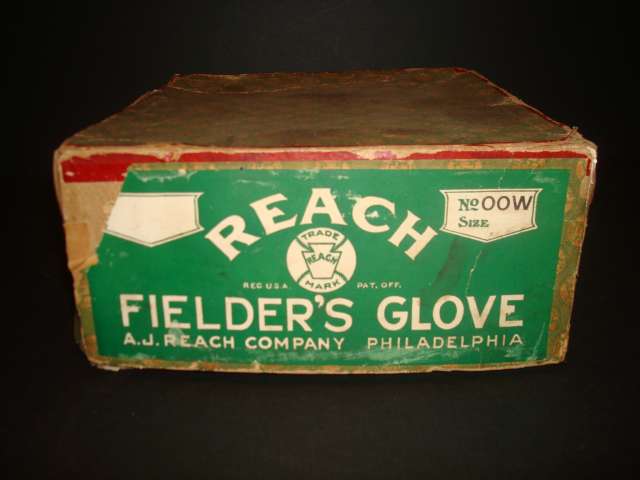 REACH
No 00W
SIZE
TRADE
REACH
MARK
REG U.S.A. PAT. OFF.
FIELDER'S GLOVE
A.J. REACH COMPANY PHILADELPHIA